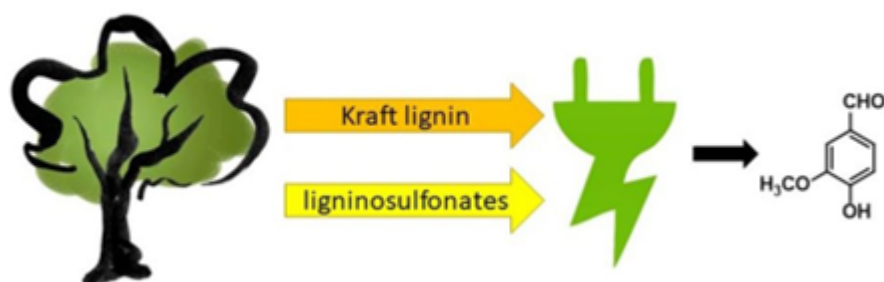 Kraft lignin
ligninosulfonates
CHO
H₃CO
OH